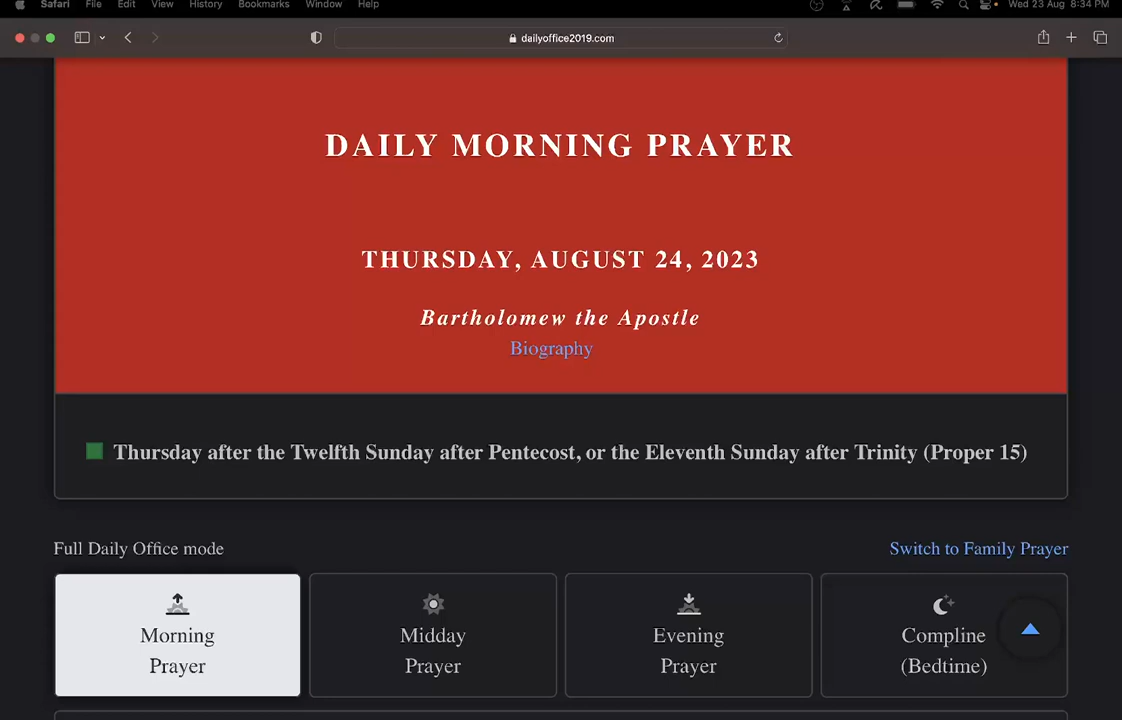 Safari File Edit View History Bookmarks Window Help Wed 23 Aug 8:34 PM
dailyoffice2019.com
DAILY MORNING PRAYER
THURSDAY, AUGUST 24, 2023
Bartholomew the Apostle
Biography
Thursday after the Twelfth Sunday after Pentecost, or the Eleventh Sunday after Trinity (Proper 15)
Full Daily Office mode Switch to Family Prayer
Morning
Prayer
Midday
Prayer
Evening
Prayer
Compline
(Bedtime)